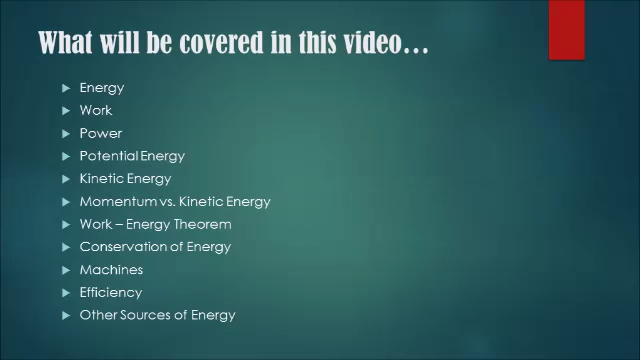 What will be covered in this video…
Energy
Work
Power
Potential Energy
Kinetic Energy
Momentum vs. Kinetic Energy
Work – Energy Theorem
Conservation of Energy
Machines
Efficiency
Other Sources of Energy